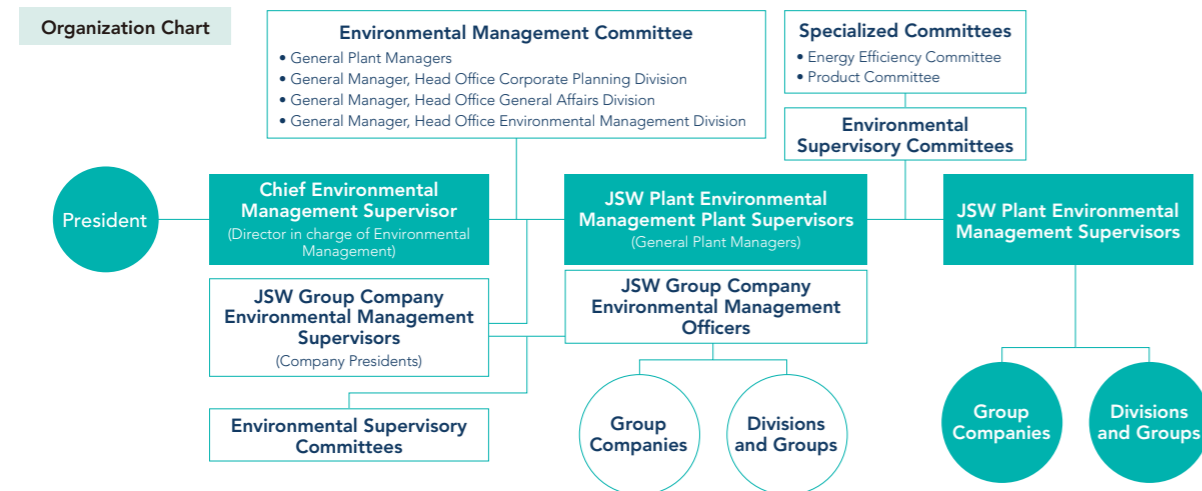 Organization Chart
Environmental Management Committee
• General Plant Managers
• General Manager, Head Office Corporate Planning Division
• General Manager, Head Office General Affairs Division
• General Manager, Head Office Environmental Management Division
Specialized Committees
• Energy Efficiency Committee
• Product Committee
Environmental
Supervisory Committees
President
Chief Environmental
Management Supervisor
(Director in charge of Environmental
Management)
JSW Plant Environmental
Management Plant Supervisors
(General Plant Managers)
JSW Plant Environmental
Management Supervisors
JSW Group Company
Environmental Management
Supervisors
(Company Presidents)
JSW Group Company
Environmental Management
Officers
Environmental Supervisory
Committees
Group
Companies
Divisions
and Groups
Group
Companies
Divisions
and Groups